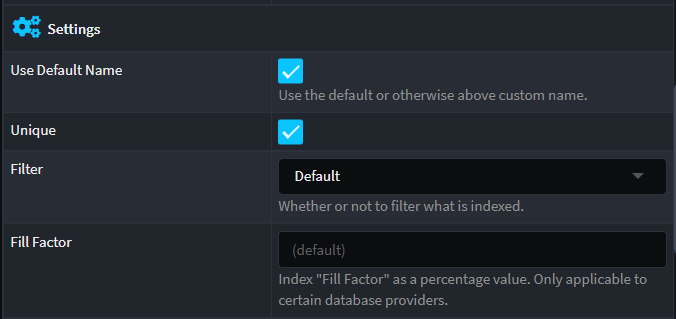 Settings
Use Default Name
Use the default or otherwise above custom name.
Unique
Filter
Default
Whether or not to filter what is indexed.
Fill Factor
(default)
Index "Fill Factor" as a percentage value. Only applicable to
certain database providers.